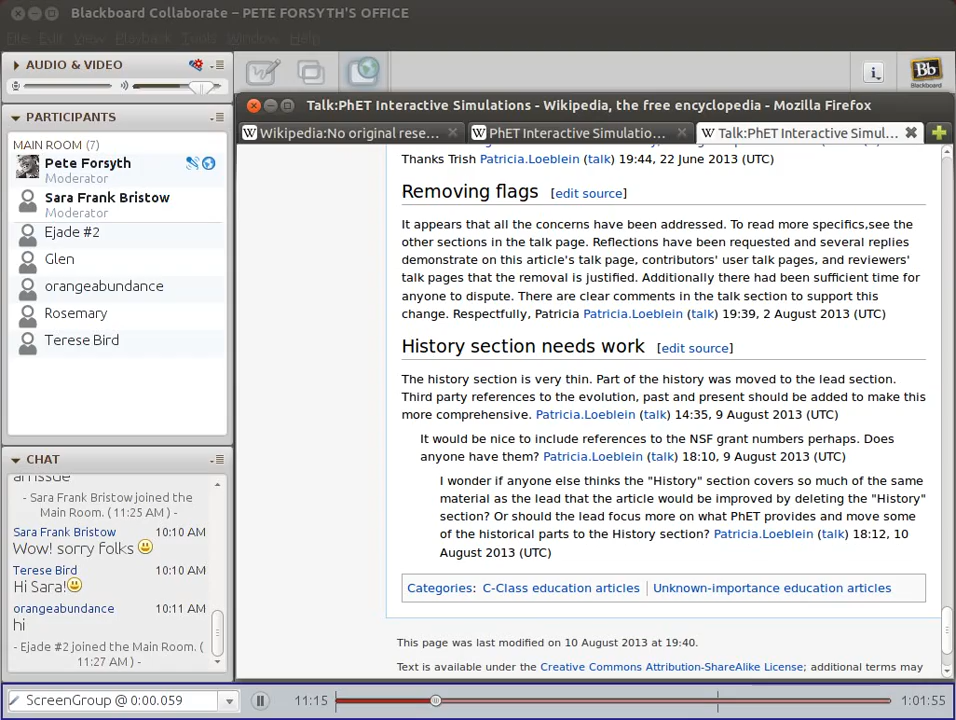 Blackboard Collaborate – PETE FORSYTH'S OFFICE
File Edit View Playback Tools Window Help
AUDIO & VIDEO
PARTICIPANTS
MAIN ROOM (7)
Pete Forsyth
Moderator
Sara Frank Bristow
Moderator
Ejade #2
Glen
orangeabundance
Rosemary
Terese Bird
CHAT
- Sara Frank Bristow joined the
Main Room. ( 11:25 AM ) -
Sara Frank Bristow 10:10 AM
Wow! sorry folks
Terese Bird 10:10 AM
Hi Sara!
orangeabundance 10:11 AM
hi
- Ejade #2 joined the Main Room. (
11:27 AM ) -
i
Bb
Blackboard
Talk:PhET Interactive Simulations - Wikipedia, the free encyclopedia - Mozilla Firefox
W Wikipedia:No original rese... W PhET Interactive Simulatio... W Talk:PhET Interactive Simul...
Thanks Trish Patricia.Loeblein (talk) 19:44, 22 June 2013 (UTC)
Removing flags [edit source]
It appears that all the concerns have been addressed. To read more specifics,see the
other sections in the talk page. Reflections have been requested and several replies
demonstrate on this article's talk page, contributors' user talk pages, and reviewers'
talk pages that the removal is justified. Additionally there had been sufficient time for
anyone to dispute. There are clear comments in the talk section to support this
change. Respectfully, Patricia Patricia.Loeblein (talk) 19:39, 2 August 2013 (UTC)
History section needs work [edit source]
The history section is very thin. Part of the history was moved to the lead section.
Third party references to the evolution, past and present should be added to make this
more comprehensive. Patricia.Loeblein (talk) 14:35, 9 August 2013 (UTC)
It would be nice to include references to the NSF grant numbers perhaps. Does
anyone have them? Patricia.Loeblein (talk) 18:10, 9 August 2013 (UTC)
I wonder if anyone else thinks the "History" section covers so much of the same
material as the lead that the article would be improved by deleting the "History"
section? Or should the lead focus more on what PhET provides and move some
of the historical parts to the History section? Patricia.Loeblein (talk) 18:12, 10
August 2013 (UTC)
Categories: C-Class education articles | Unknown-importance education articles
This page was last modified on 10 August 2013 at 19:40.
Text is available under the Creative Commons Attribution-ShareAlike License; additional terms may
ScreenGroup @ 0:00.059 11:15 1:01:55